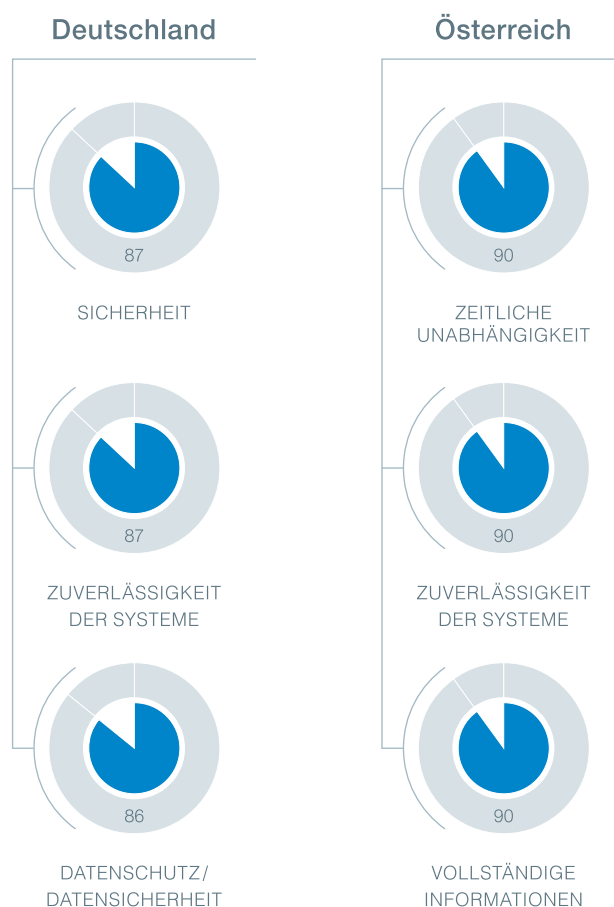 Deutschland
87
SICHERHEIT
87
ZUVERLÄSSIGKEIT
DER SYSTEME
86
DATENSCHUTZ/
DATENSICHERHEIT
Österreich
90
ZEITLICHE
UNABHÄNGIGKEIT
90
ZUVERLÄSSIGKEIT
DER SYSTEME
90
VOLLSTÄNDIGE
INFORMATIONEN